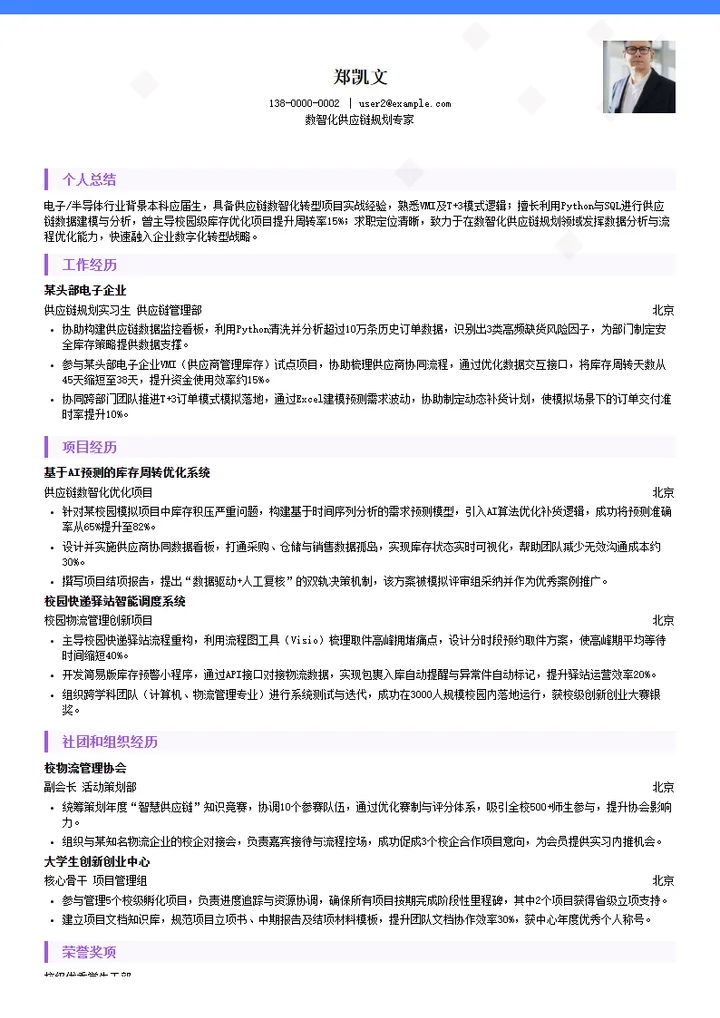 郑凯文
138-0000-0002 | user2@example.com
数智化供应链规划专家
个人总结
电子/半导体行业背景本科应届生，具备供应链数智化转型项目实战经验，熟悉VMI及T+3模式逻辑；擅长利用Python与SQL进行供应
链数据建模与分析，曾主导校园级库存优化项目提升周转率15%；求职定位清晰，致力于在数智化供应链规划领域发挥数据分析与流
程优化能力，快速融入企业数字化转型战略。
工作经历
某头部电子企业
供应链规划实习生 供应链管理部 北京
• 协助构建供应链数据监控看板，利用Python清洗并分析超过10万条历史订单数据，识别出3类高频缺货风险因子，为部门制定安
全库存策略提供数据支撑。
• 参与某头部电子企业VMI（供应商管理库存）试点项目，协助梳理供应商协同流程，通过优化数据交互接口，将库存周转天数从
45天缩短至38天，提升资金使用效率约15%。
• 协同跨部门团队推进T+3订单模式模拟落地，通过Excel建模预测需求波动，协助制定动态补货计划，使模拟场景下的订单交付准
时率提升10%。
项目经历
基于AI预测的库存周转优化系统
供应链数智化优化项目 北京
• 针对某校园模拟项目中库存积压严重问题，构建基于时间序列分析的需求预测模型，引入AI算法优化补货逻辑，成功将预测准确
率从65%提升至82%。
• 设计并实施供应商协同数据看板，打通采购、仓储与销售数据孤岛，实现库存状态实时可视化，帮助团队减少无效沟通成本约
30%。
• 撰写项目结项报告，提出“数据驱动+人工复核”的双轨决策机制，该方案被模拟评审组采纳并作为优秀案例推广。
校园快递驿站智能调度系统
校园物流管理创新项目 北京
• 主导校园快递驿站流程重构，利用流程图工具（Visio）梳理取件高峰拥堵痛点，设计分时段预约取件方案，使高峰期平均等待
时间缩短40%。
• 开发简易版库存预警小程序，通过API接口对接物流数据，实现包裹入库自动提醒与异常件自动标记，提升驿站运营效率20%。
• 组织跨学科团队（计算机、物流管理专业）进行系统测试与迭代，成功在3000人规模校园内落地运行，获校级创新创业大赛银
奖。
社团和组织经历
校物流管理协会
副会长 活动策划部 北京
• 统筹策划年度“智慧供应链”知识竞赛，协调10个参赛队伍，通过优化赛制与评分体系，吸引全校500+师生参与，提升协会影响
力。
• 组织与某知名物流企业的校企对接会，负责嘉宾接待与流程控场，成功促成3个校企合作项目意向，为会员提供实习内推机会。
大学生创新创业中心
核心骨干 项目管理组 北京
• 参与管理5个校级孵化项目，负责进度追踪与资源协调，确保所有项目按期完成阶段性里程碑，其中2个项目获得省级立项支持。
• 建立项目文档知识库，规范项目立项书、中期报告及结项材料模板，提升团队文档协作效率30%，获中心年度优秀个人称号。
荣誉奖项
校级优秀学生干部